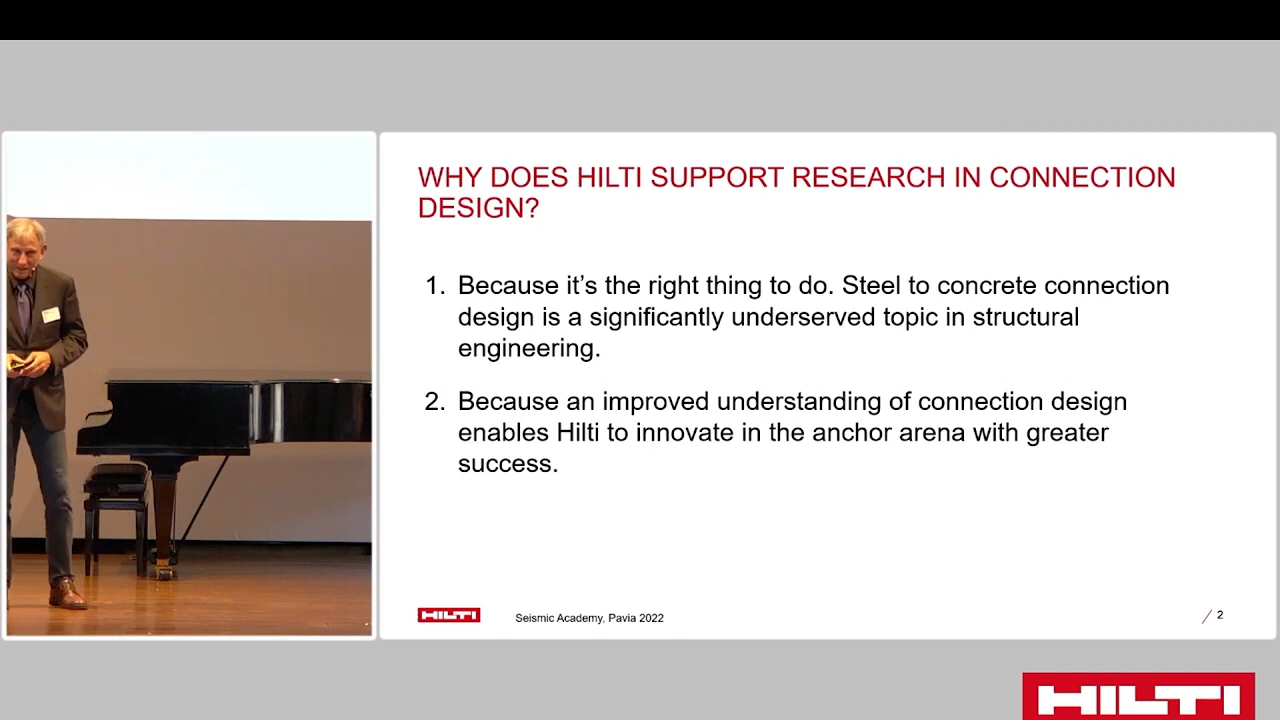 WHY DOES HILTI SUPPORT RESEARCH IN CONNECTION
DESIGN?
1. Because it’s the right thing to do. Steel to concrete connection
design is a significantly underserved topic in structural
engineering.
2. Because an improved understanding of connection design
enables Hilti to innovate in the anchor arena with greater
success.
HILTI
Seismic Academy, Pavia 2022
/ 2
HILTI